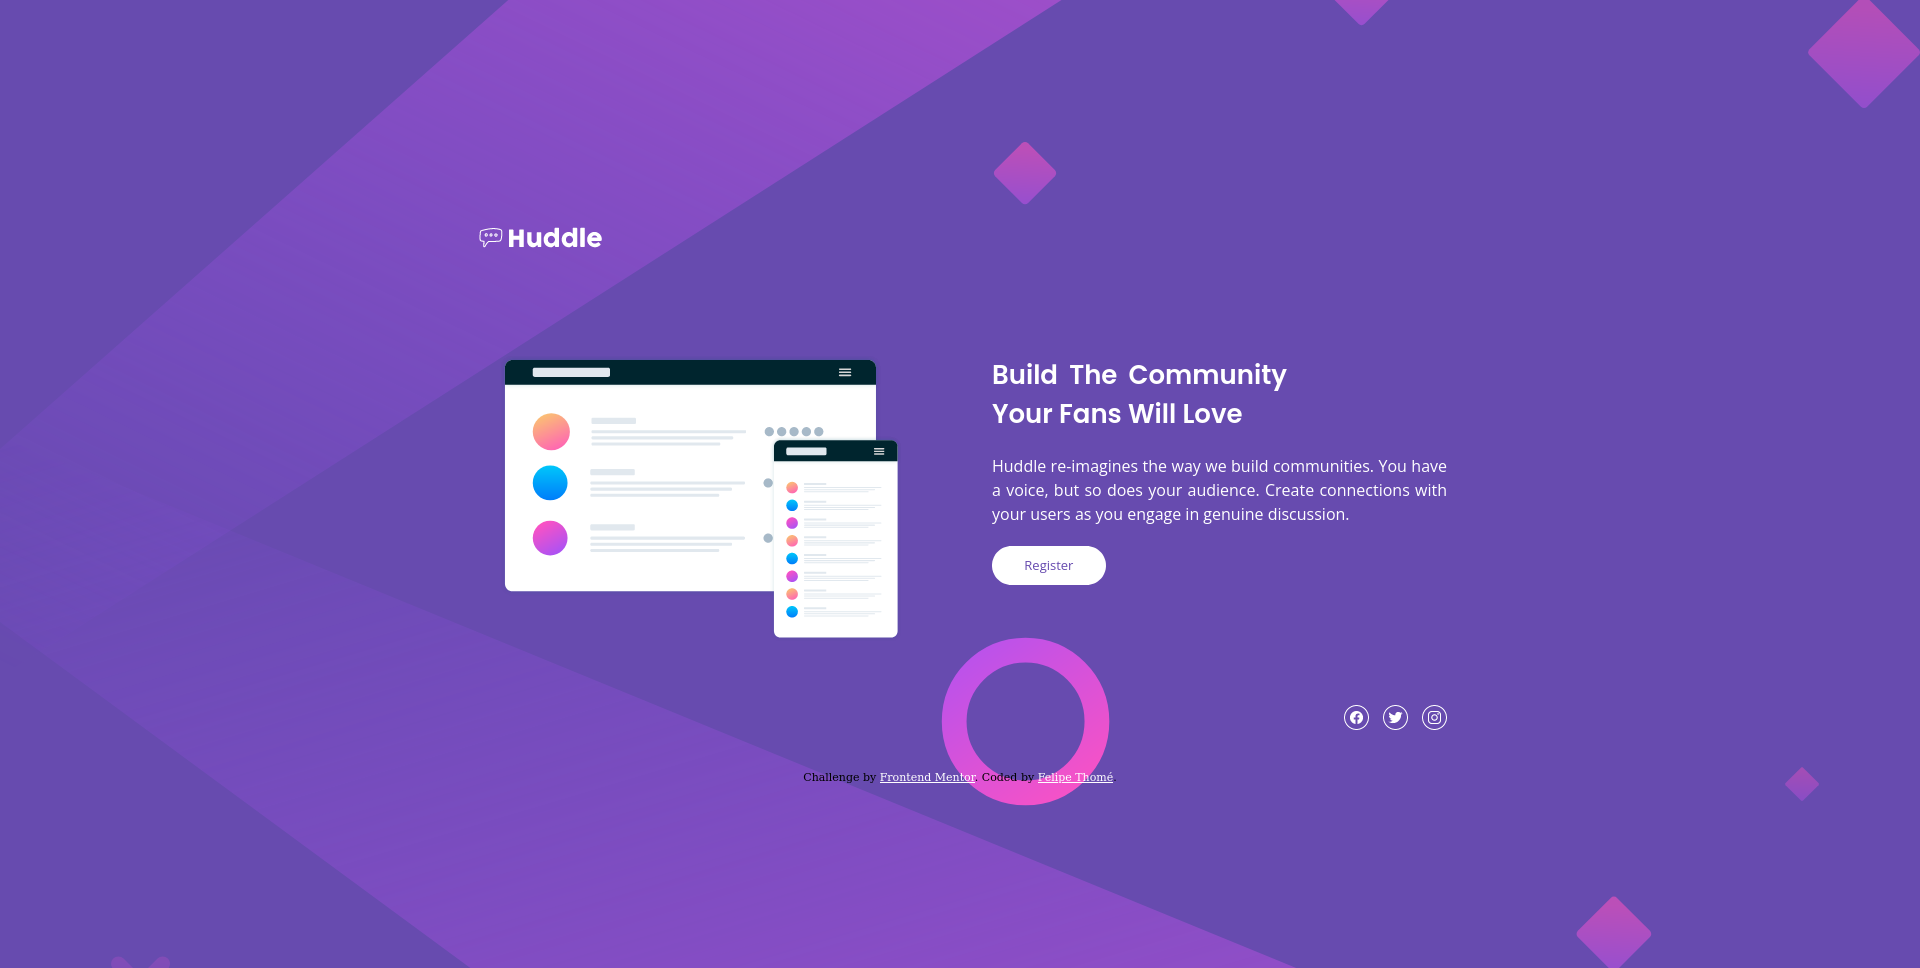 Huddle
Build The Community
Your Fans Will Love
Huddle re-imagines the way we build communities. You have
a voice, but so does your audience. Create connections with
your users as you engage in genuine discussion.
Register
Challenge by Frontend Mentor. Coded by Felipe Thomé.